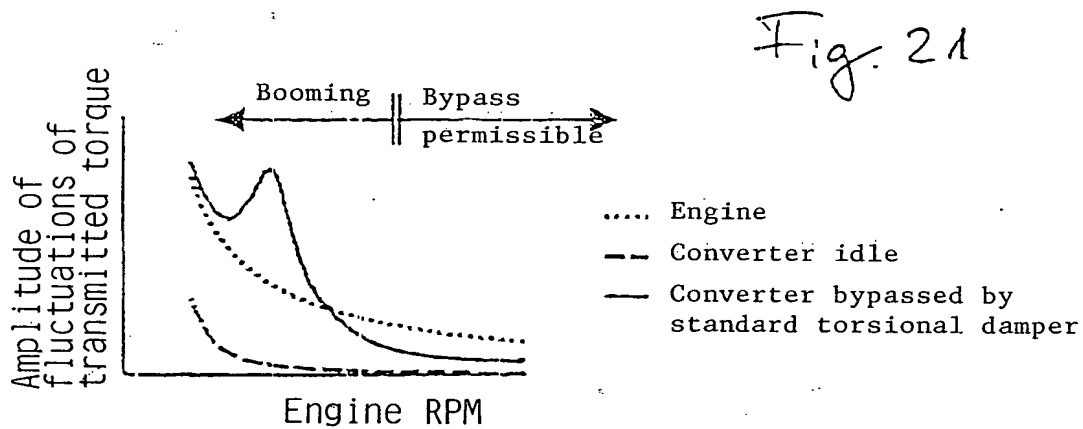 Fig. 21
Booming
Bypass
permissible
Amplitude of
fluctuations of
transmitted torque
Engine RPM
Engine
Converter idle
Converter bypassed by
standard torsional damper